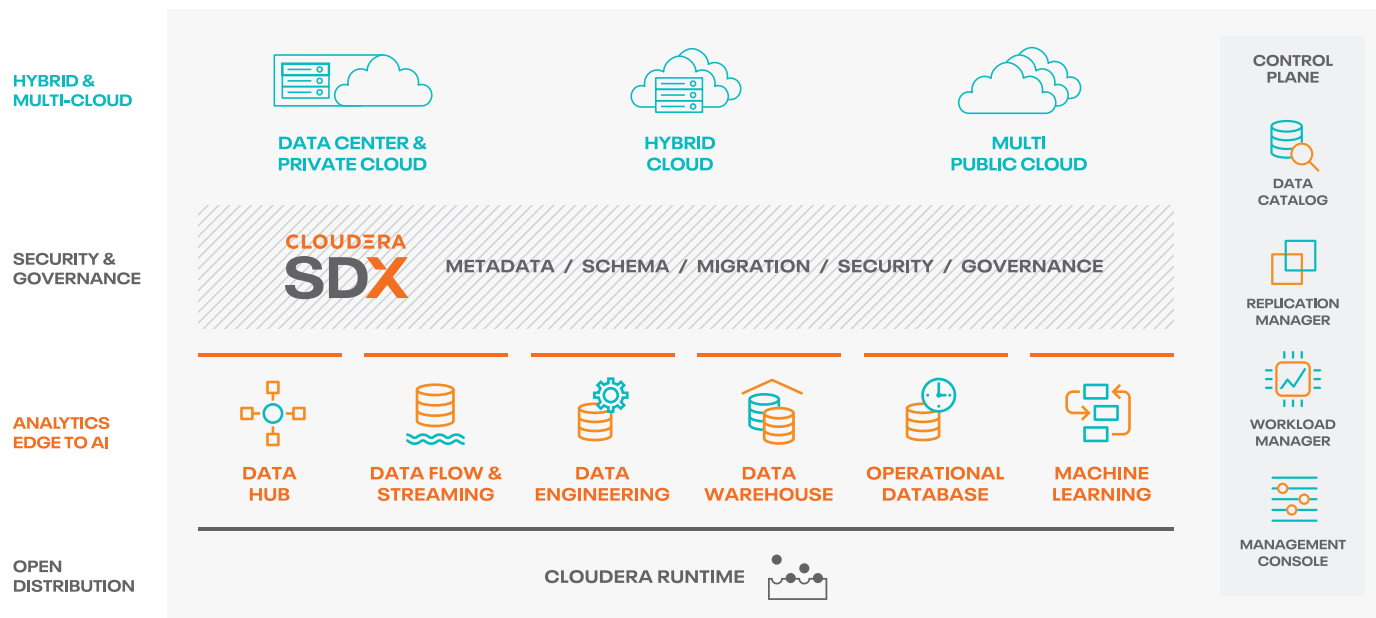 HYBRID &
MULTI-CLOUD
DATA CENTER &
PRIVATE CLOUD
HYBRID
CLOUD
MULTI
PUBLIC CLOUD
SECURITY &
GOVERNANCE
CLOUDERA
SDX
METADATA / SCHEMA / MIGRATION / SECURITY / GOVERNANCE
ANALYTICS
EDGE TO AI
DATA
HUB
DATA FLOW &
STREAMING
DATA
ENGINEERING
DATA
WAREHOUSE
OPERATIONAL
DATABASE
MACHINE
LEARNING
OPEN
DISTRIBUTION
CLOUDERA RUNTIME
CONTROL
PLANE
DATA
CATALOG
REPLICATION
MANAGER
WORKLOAD
MANAGER
MANAGEMENT
CONSOLE